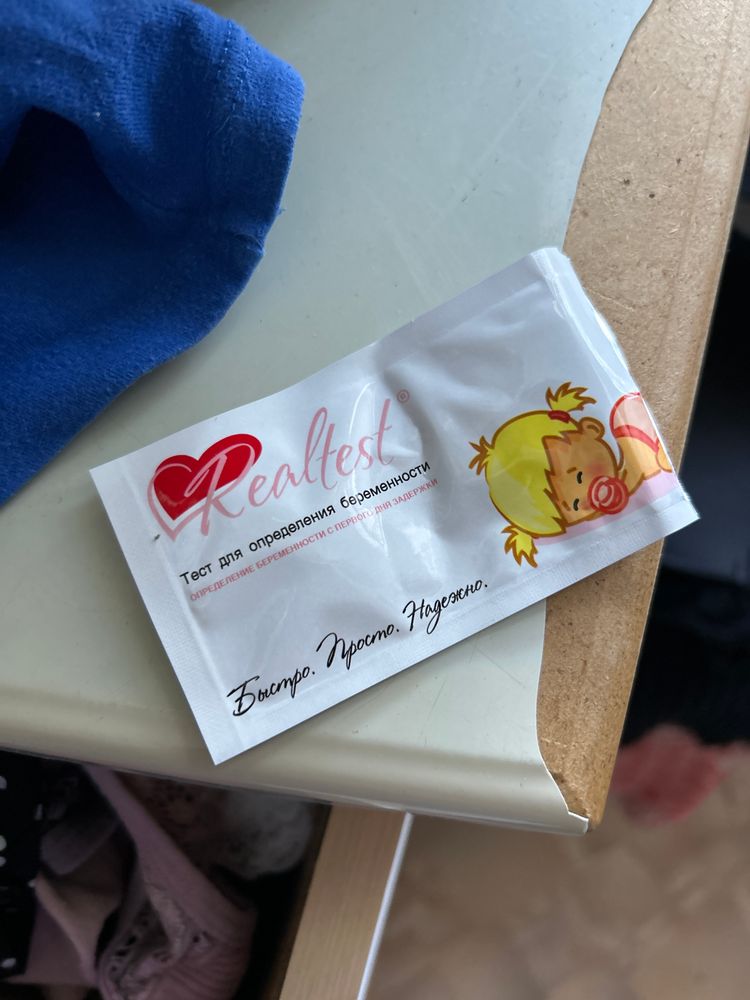 Realtest®
Тест для определения беременности
ОПРЕДЕЛЕНИЕ БЕРЕМЕННОСТИ С ПЕРВОГО ДНЯ ЗАДЕРЖКИ
Быстро. Просто. Надежно.